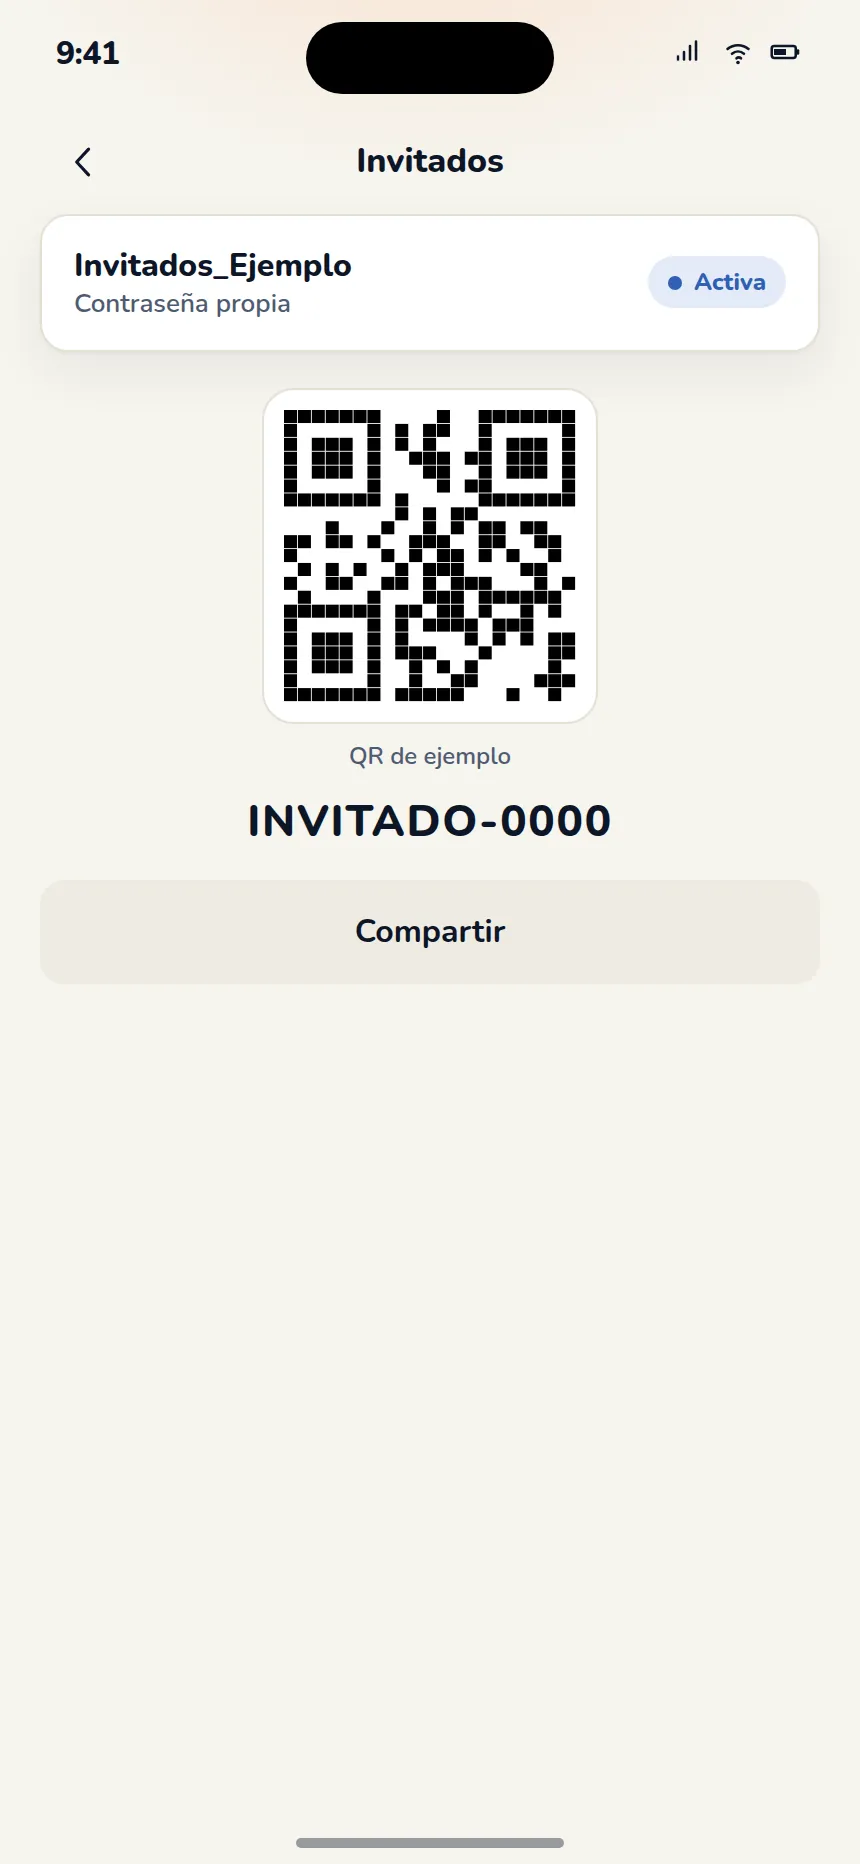 9:41
Invitados
Invitados_Ejemplo
Contraseña propia
Activa
QR de ejemplo
INVITADO-0000
Compartir